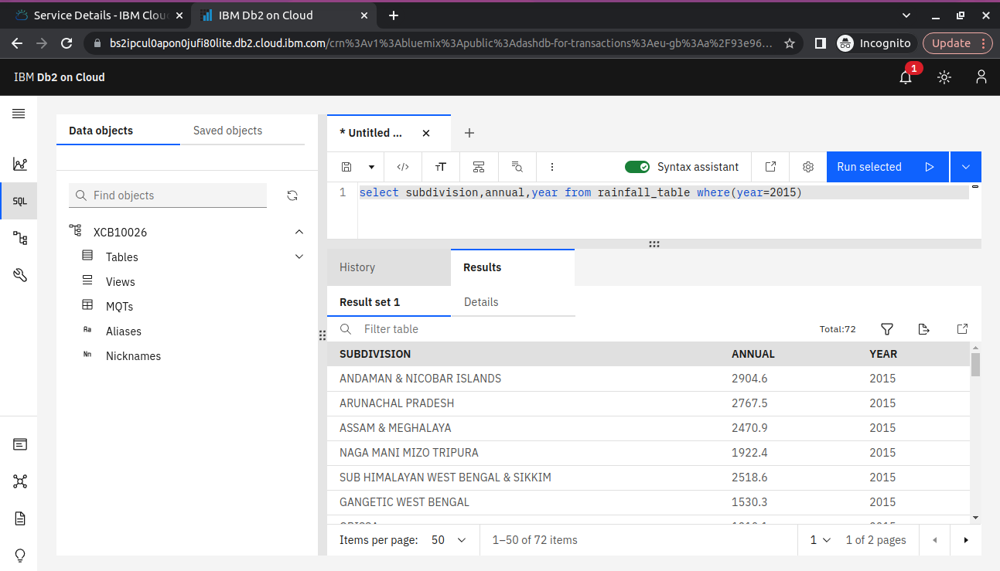 Service Details - IBM Clou
IBM Db2 on Cloud
bs2ipcul0apon0jufi80lite.db2.cloud.ibm.com/crn%3Av1%3Abluemix%3Apublic%3Adashdb-for-transactions%3Aeu-gb%3Aa%2F93e96...
Incognito
Update
IBM Db2 on Cloud
1
Data objects
Saved objects
* Untitled ...
SQL
Find objects
XCB10026
Tables
Views
MQTs
Aa Aliases
Nn Nicknames
</> тT
Syntax assistant
Run selected
1 select subdivision,annual,year from rainfall_table where(year=2015)
History
Results
Result set 1
Details
Filter table
Total:72
SUBDIVISION ANNUAL YEAR
ANDAMAN & NICOBAR ISLANDS 2904.6 2015
ARUNACHAL PRADESH 2767.5 2015
ASSAM & MEGHALAYA 2470.9 2015
NAGA MANI MIZO TRIPURA 1922.4 2015
SUB HIMALAYAN WEST BENGAL & SIKKIM 2518.6 2015
GANGETIC WEST BENGAL 1530.3 2015
Items per page: 50
1–50 of 72 items
1
1 of 2 pages